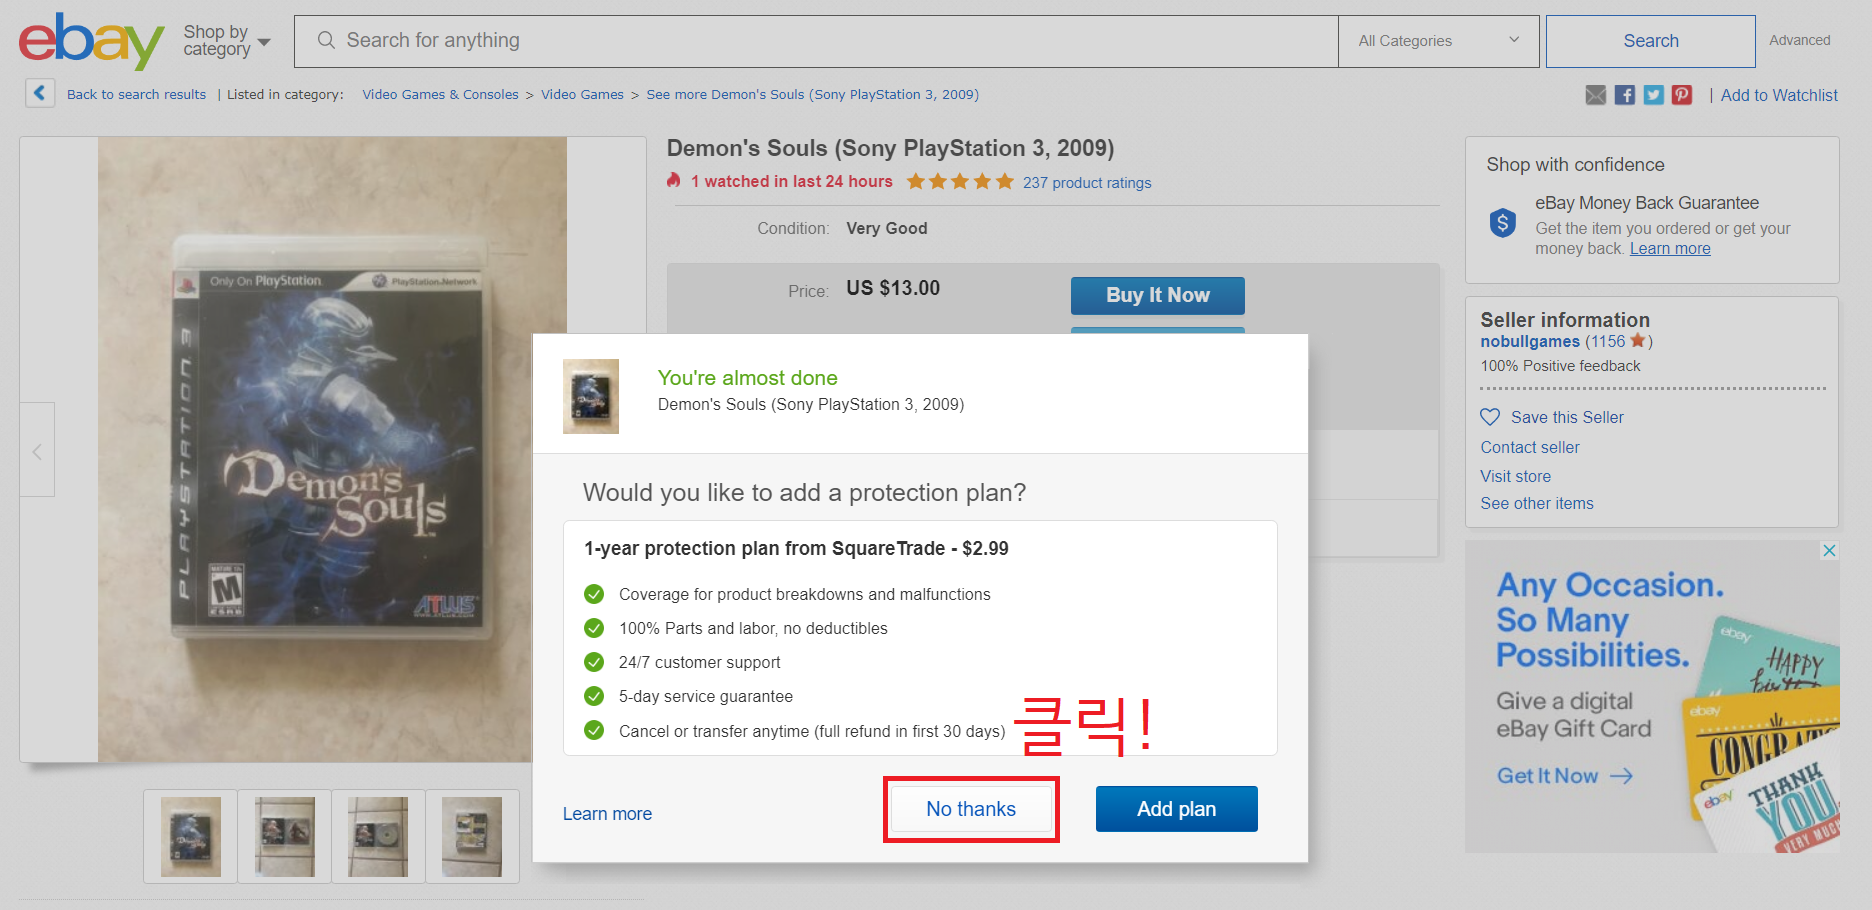 ebay
Shop by
category
Search for anything
All Categories
Search
Advanced
Back to search results | Listed in category: Video Games & Consoles > Video Games > See more Demon's Souls (Sony PlayStation 3, 2009)
| Add to Watchlist
Demon's Souls (Sony PlayStation 3, 2009)
1 watched in last 24 hours
237 product ratings
Condition: Very Good
Price: US $13.00
Buy It Now
Only On PlayStation
PlayStation Network
PLAYSTATION 3
Demon's
Souls
M
ESRB
ATLUS
You're almost done
Demon's Souls (Sony PlayStation 3, 2009)
Would you like to add a protection plan?
1-year protection plan from SquareTrade - $2.99
Coverage for product breakdowns and malfunctions
100% Parts and labor, no deductibles
24/7 customer support
5-day service guarantee
Cancel or transfer anytime (full refund in first 30 days)
클릭!
Learn more
No thanks
Add plan
Shop with confidence
eBay Money Back Guarantee
Get the item you ordered or get your
money back. Learn more
Seller information
nobullgames (1156)
100% Positive feedback
Save this Seller
Contact seller
Visit store
See other items
Any Occasion.
So Many
Possibilities.
Give a digital
eBay Gift Card
Get It Now
ebay
HAPPY
ebay
ebay
THANK
YOU
VERY MUCH